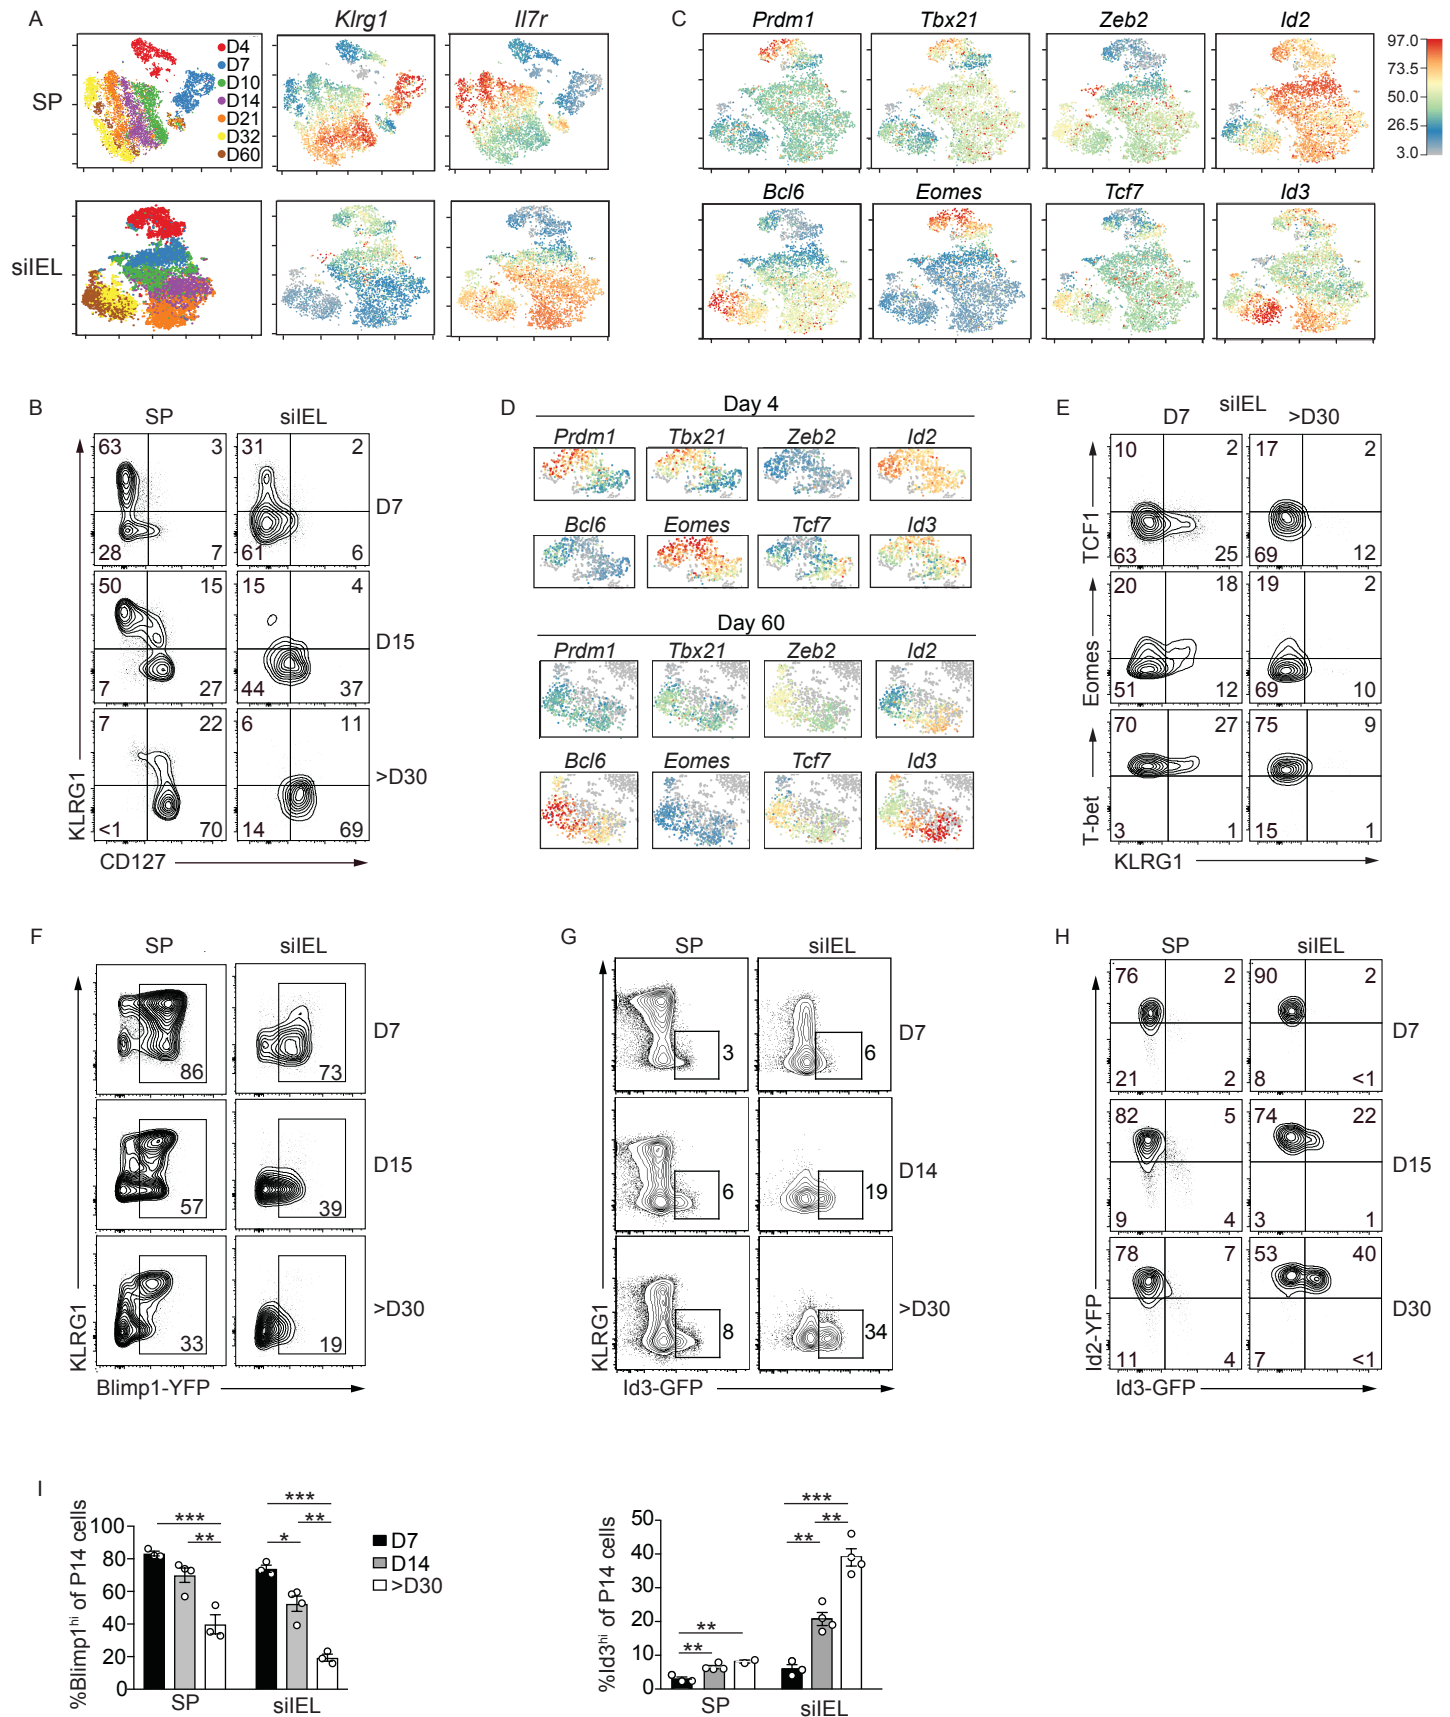 A
Klrg1
Il7r
SP
D4
D7
D10
D14
D21
D32
D60
siIEL
C
Prdm1
Tbx21
Zeb2
Id2
97.0
73.5
50.0
26.5
3.0
Bcl6
Eomes
Tcf7
Id3
B
SP
siIEL
63
3
31
2
D7
28
7
61
6
50
15
15
4
D15
7
27
44
37
7
22
6
11
>D30
<1
70
14
69
KLRG1
CD127
D
Day 4
Prdm1
Tbx21
Zeb2
Id2
Bcl6
Eomes
Tcf7
Id3
Day 60
Prdm1
Tbx21
Zeb2
Id2
Bcl6
Eomes
Tcf7
Id3
E
siIEL
D7
>D30
10
2
17
2
TCF1
63
25
69
12
20
18
19
2
Eomes
51
12
69
10
70
27
75
9
T-bet
3
1
15
1
KLRG1
F
SP
siIEL
D7
86
73
D15
57
39
>D30
33
19
KLRG1
Blimp1-YFP
G
SP
siIEL
D7
3
6
D14
6
19
>D30
8
34
KLRG1
Id3-GFP
H
SP
siIEL
76
2
90
2
D7
21
2
8
<1
82
5
74
22
D15
9
4
3
1
78
7
53
40
D30
11
4
7
<1
Id2-YFP
Id3-GFP
I
%Blimp1hi of P14 cells
100
80
60
40
20
0
***
**
***
**
*
SP
siIEL
D7
D14
>D30
%Id3hi of P14 cells
50
40
30
20
10
0
**
**
***
**
**
SP
siIEL